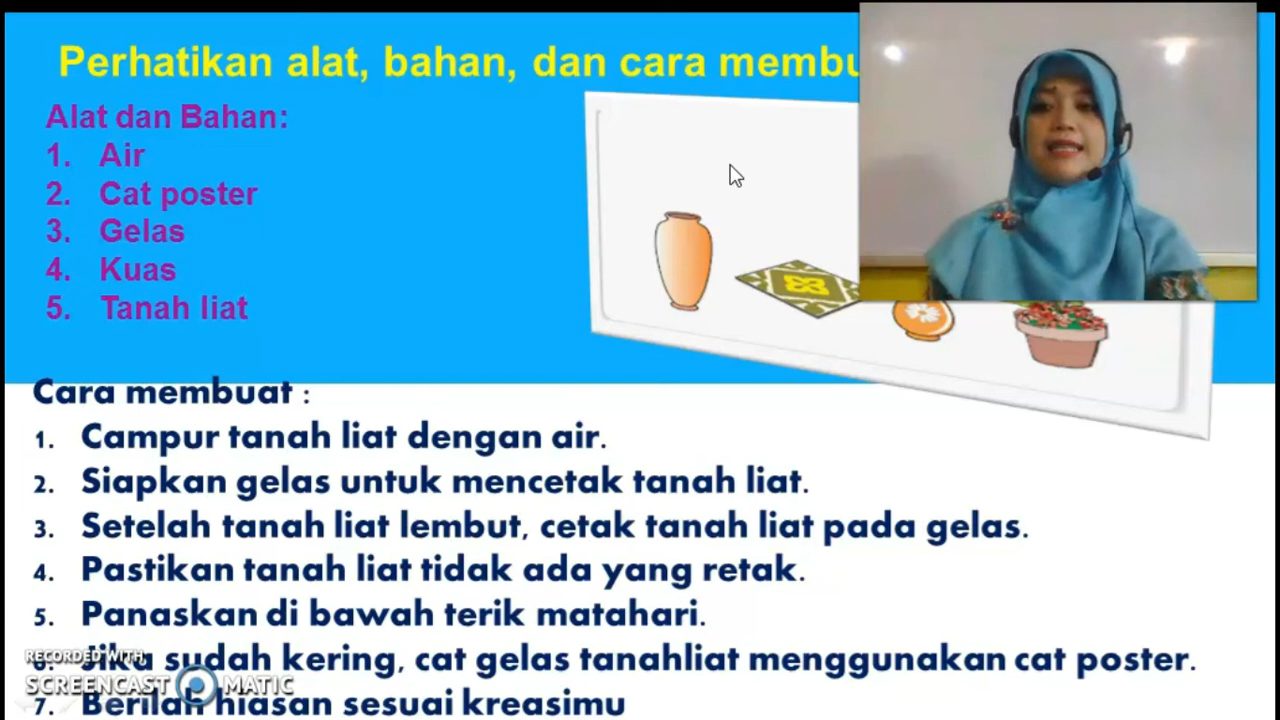 Perhatikan alat, bahan, dan cara
Alat dan Bahan:
1. Air
2. Cat poster
3. Gelas
4. Kuas
5. Tanah liat
Cara membuat :
1. Campur tanah liat dengan air.
2. Siapkan gelas untuk mencetak tanah liat.
3. Setelah tanah liat lembut, cetak tanah liat pada gelas.
4. Pastikan tanah liat tidak ada yang retak.
5. Panaskan di bawah terik matahari.
6. Jika sudah kering, cat gelas tanahliat menggunakan cat poster.
7. Berilah hiasan sesuai kreasimu
RECORDED WITH
SCREENCAST MATIC